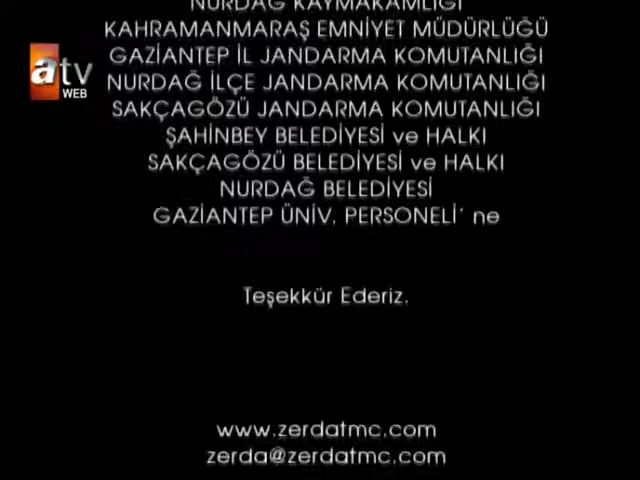 NURDAĞ KAYMAKAMLIĞI
KAHRAMANMARAŞ EMNİYET MÜDÜRLÜĞÜ
GAZİANTEP İL JANDARMA KOMUTANLIĞI
NURDAĞ İLÇE JANDARMA KOMUTANLIĞI
SAKÇAGÖZÜ JANDARMA KOMUTANLIĞI
ŞAHİNBEY BELEDİYESİ ve HALKI
SAKÇAGÖZÜ BELEDİYESİ ve HALKI
NURDAĞ BELEDİYESİ
GAZİANTEP ÜNİV. PERSONELİ´ ne
Teşekkür Ederiz.
www.zerdatmc.com
zerda@zerdatmc.com
atv
WEB